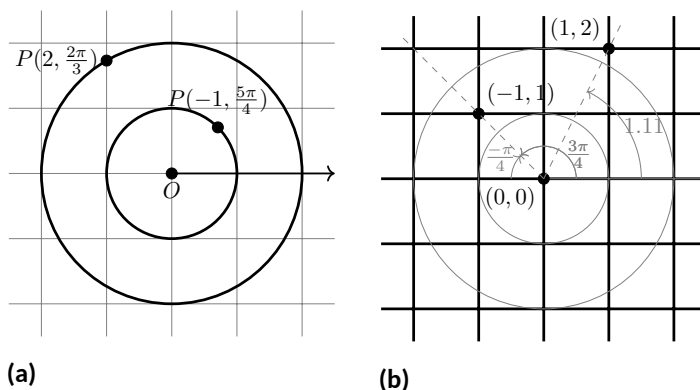 P(2, 2π/3)
P(−1, 5π/4)
O
(a)
(1, 2)
(−1, 1)
1.11
−π/4
3π/4
(0, 0)
(b)